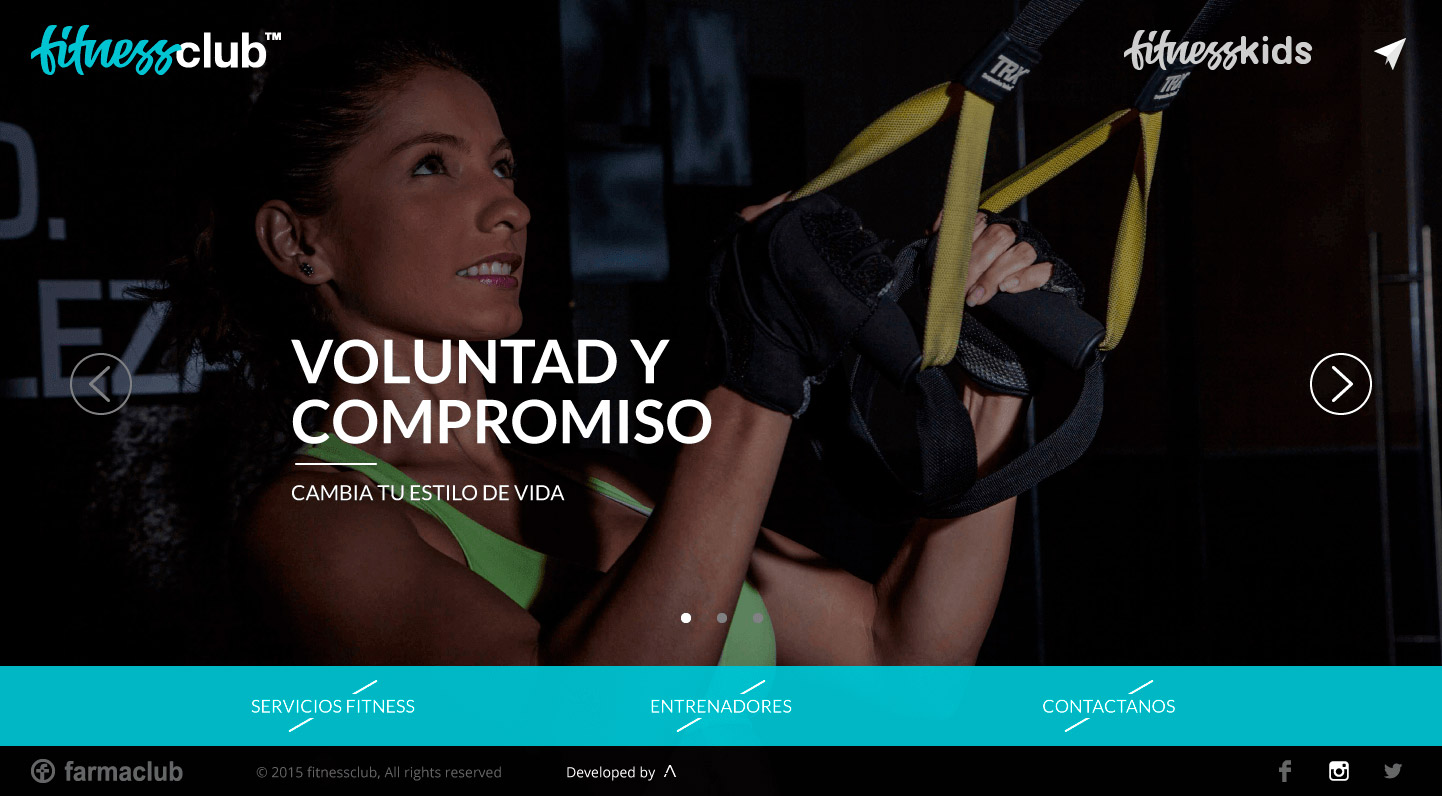 fitnessclub™
fitnesskids
TRX
TRX
O.
LEZA
VOLUNTAD Y
COMPROMISO
CAMBIA TU ESTILO DE VIDA
SERVICIOS FITNESS
ENTRENADORES
CONTACTANOS
farmaclub
© 2015 fitnessclub, All rights reserved
Developed by